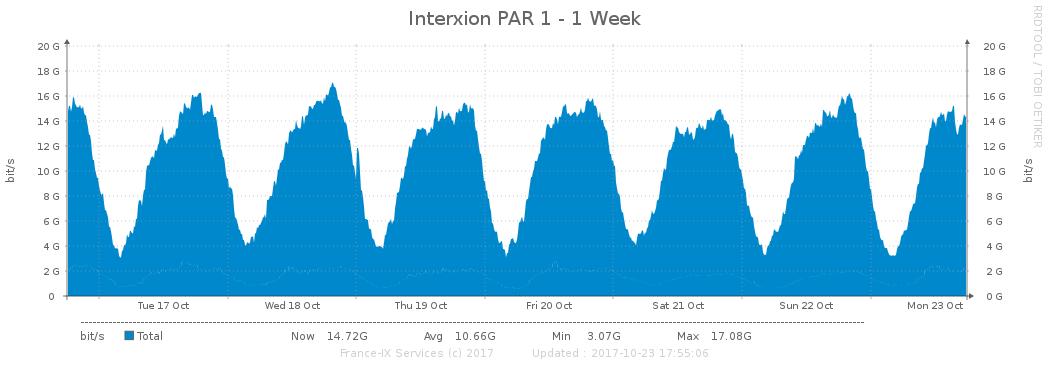 Interxion PAR 1 - 1 Week
RRDTOOL / TOBI OETIKER
bit/s
20 G
18 G
16 G
14 G
12 G
10 G
8 G
6 G
4 G
2 G
0
20 G
18 G
16 G
14 G
12 G
10 G
8 G
6 G
4 G
2 G
0 G
bit/s
Tue 17 Oct Wed 18 Oct Thu 19 Oct Fri 20 Oct Sat 21 Oct Sun 22 Oct Mon 23 Oct
bit/s Total Now 14.72G Avg 10.66G Min 3.07G Max 17.08G
France-IX Services (c) 2017 Updated : 2017-10-23 17:55:06